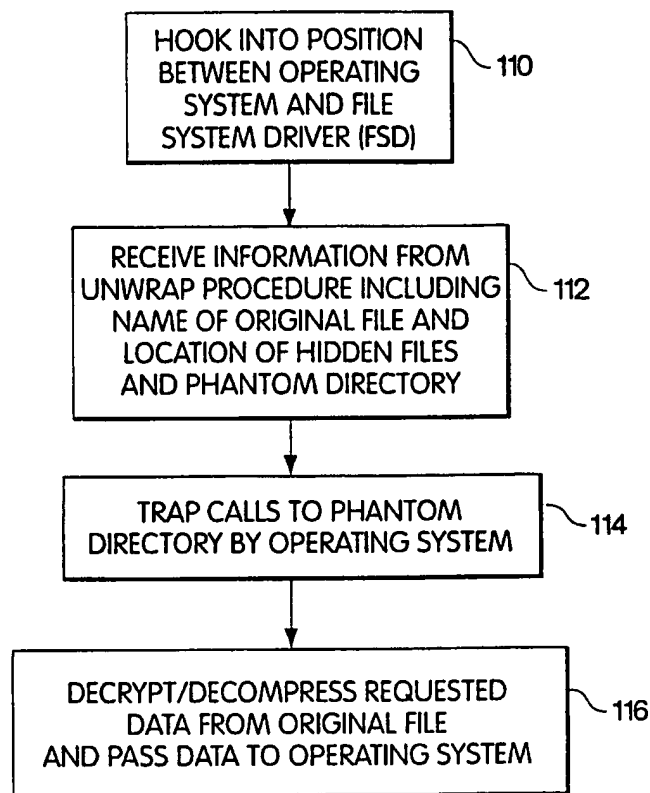 HOOK INTO POSITION
BETWEEN OPERATING
SYSTEM AND FILE
SYSTEM DRIVER (FSD)
110
RECEIVE INFORMATION FROM
UNWRAP PROCEDURE INCLUDING
NAME OF ORIGINAL FILE AND
LOCATION OF HIDDEN FILES
AND PHANTOM DIRECTORY
112
TRAP CALLS TO PHANTOM
DIRECTORY BY OPERATING SYSTEM
114
DECRYPT/DECOMPRESS REQUESTED
DATA FROM ORIGINAL FILE
AND PASS DATA TO OPERATING SYSTEM
116